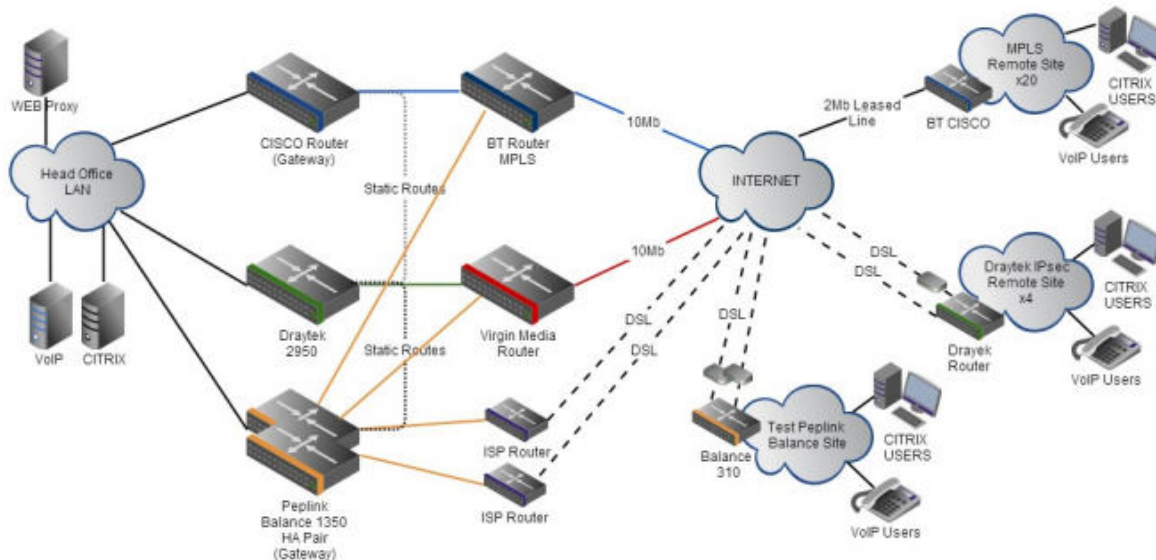 WEB Proxy
Head Office
LAN
VoIP
CITRIX
CISCO Router
(Gateway)
BT Router
MPLS
Static Routes
Draytek
2950
Virgin Media
Router
Static Routes
Peplink
Balance 1350
HA Pair
(Gateway)
ISP Router
ISP Router
10Mb
10Mb
INTERNET
DSL
DSL
DSL
2Mb Leased
Line
BT CISCO
MPLS
Remote Site
x20
CITRIX
USERS
VoIP Users
DSL
DSL
Draytek IPsec
Remote Site
x4
Drayek
Router
CITRIX
USERS
VoIP Users
Balance
310
Test Peplink
Balance Site
CITRIX
USERS
VoIP Users